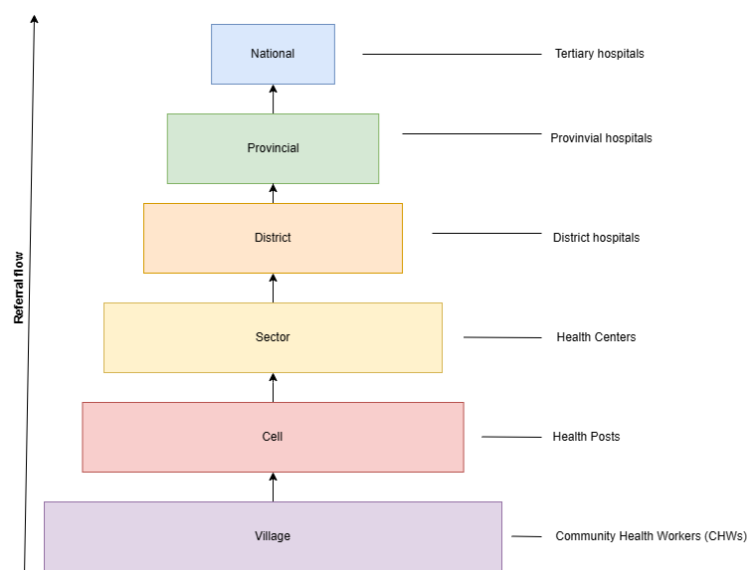 National
Tertiary hospitals
Provincial
Provinvial hospitals
District
District hospitals
Referral flow
Sector
Health Centers
Cell
Health Posts
Village
Community Health Workers (CHWs)